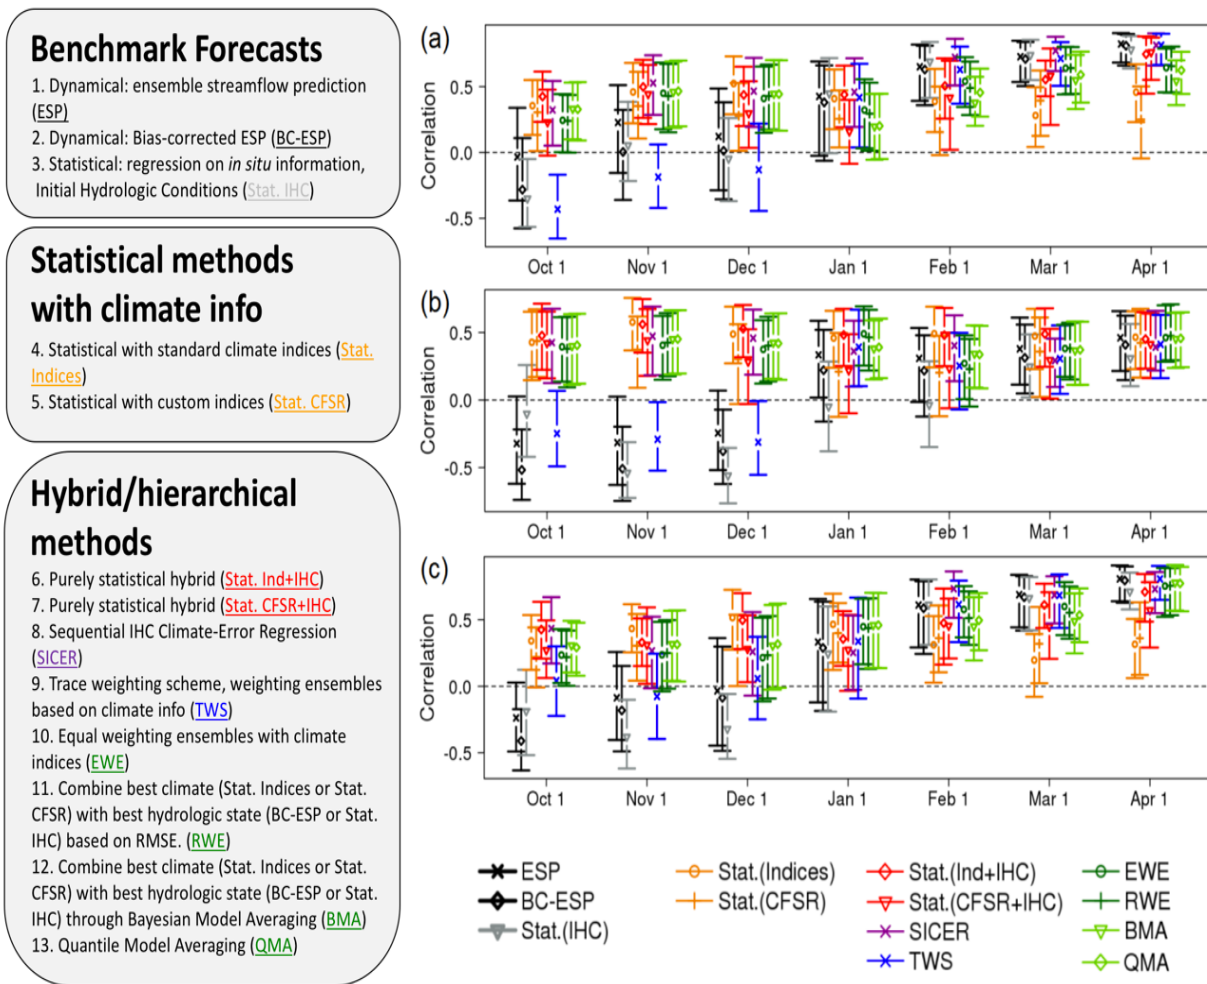 Benchmark Forecasts
1. Dynamical: ensemble streamflow prediction
(ESP)
2. Dynamical: Bias-corrected ESP (BC-ESP)
3. Statistical: regression on in situ information,
Initial Hydrologic Conditions (Stat. IHC)
Statistical methods
with climate info
4. Statistical with standard climate indices (Stat.
Indices)
5. Statistical with custom indices (Stat. CFSR)
Hybrid/hierarchical
methods
6. Purely statistical hybrid (Stat. Ind+IHC)
7. Purely statistical hybrid (Stat. CFSR+IHC)
8. Sequential IHC Climate-Error Regression
(SICER)
9. Trace weighting scheme, weighting ensembles
based on climate info (TWS)
10. Equal weighting ensembles with climate
indices (EWE)
11. Combine best climate (Stat. Indices or Stat.
CFSR) with best hydrologic state (BC-ESP or Stat.
IHC) based on RMSE. (RWE)
12. Combine best climate (Stat. Indices or Stat.
CFSR) with best hydrologic state (BC-ESP or Stat.
IHC) through Bayesian Model Averaging (BMA)
13. Quantile Model Averaging (QMA)
(a)
Correlation
0.5
0.0
-0.5
Oct 1 Nov 1 Dec 1 Jan 1 Feb 1 Mar 1 Apr 1
(b)
Correlation
0.5
0.0
-0.5
Oct 1 Nov 1 Dec 1 Jan 1 Feb 1 Mar 1 Apr 1
(c)
Correlation
0.5
0.0
-0.5
Oct 1 Nov 1 Dec 1 Jan 1 Feb 1 Mar 1 Apr 1
ESP
BC-ESP
Stat.(IHC)
Stat.(Indices)
Stat.(CFSR)
Stat.(Ind+IHC)
Stat.(CFSR+IHC)
SICER
TWS
EWE
RWE
BMA
QMA